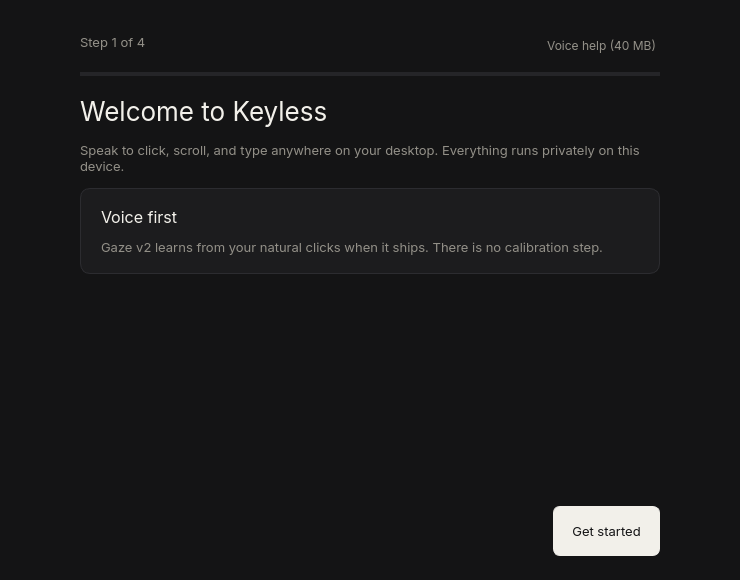 Step 1 of 4
Voice help (40 MB)
Welcome to Keyless
Speak to click, scroll, and type anywhere on your desktop. Everything runs privately on this
device.
Voice first
Gaze v2 learns from your natural clicks when it ships. There is no calibration step.
Get started